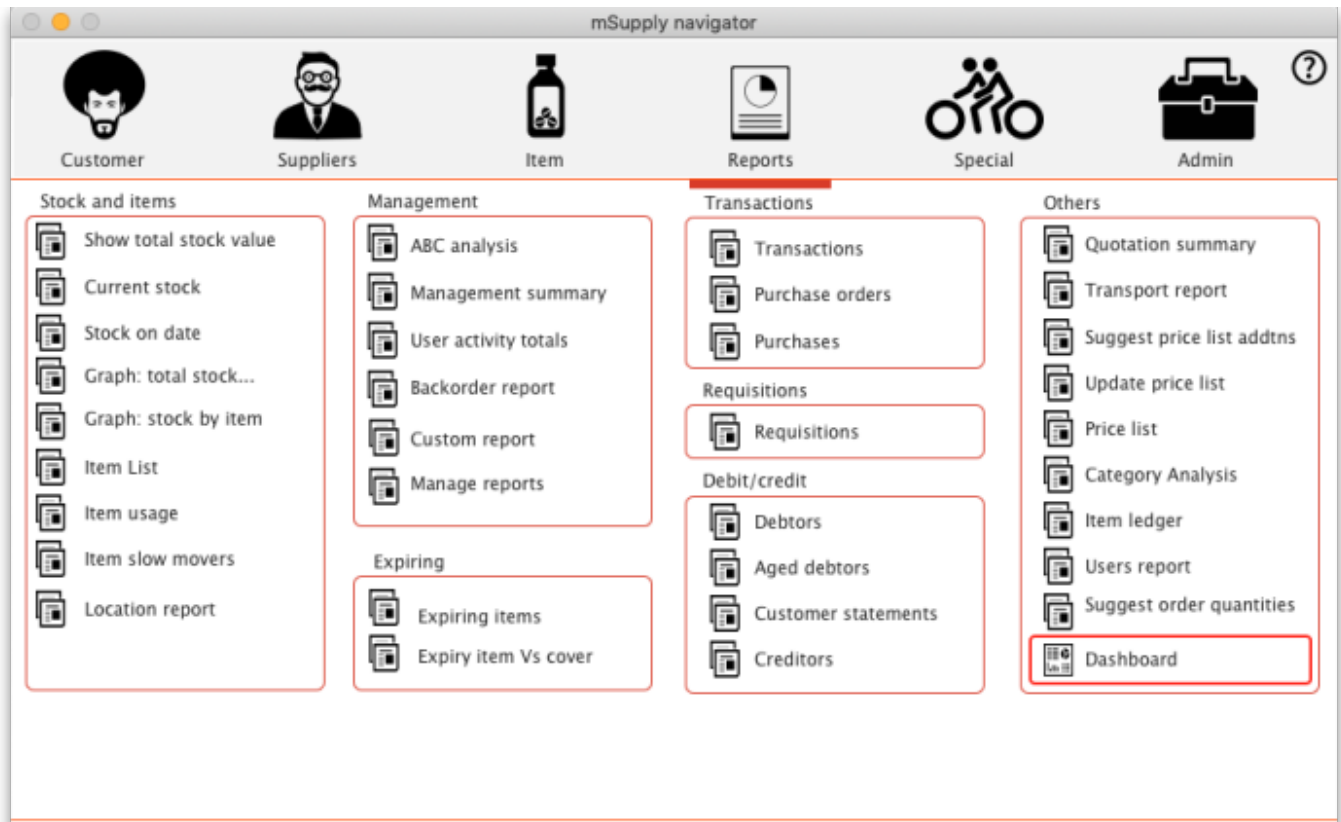 mSupply navigator
?
Customer
Suppliers
Item
Reports
Special
Admin
Stock and items
Show total stock value
Current stock
Stock on date
Graph: total stock...
Graph: stock by item
Item List
Item usage
Item slow movers
Location report
Management
ABC analysis
Management summary
User activity totals
Backorder report
Custom report
Manage reports
Expiring
Expiring items
Expiry item Vs cover
Transactions
Transactions
Purchase orders
Purchases
Requisitions
Requisitions
Debit/credit
Debtors
Aged debtors
Customer statements
Creditors
Others
Quotation summary
Transport report
Suggest price list addtns
Update price list
Price list
Category Analysis
Item ledger
Users report
Suggest order quantities
Dashboard